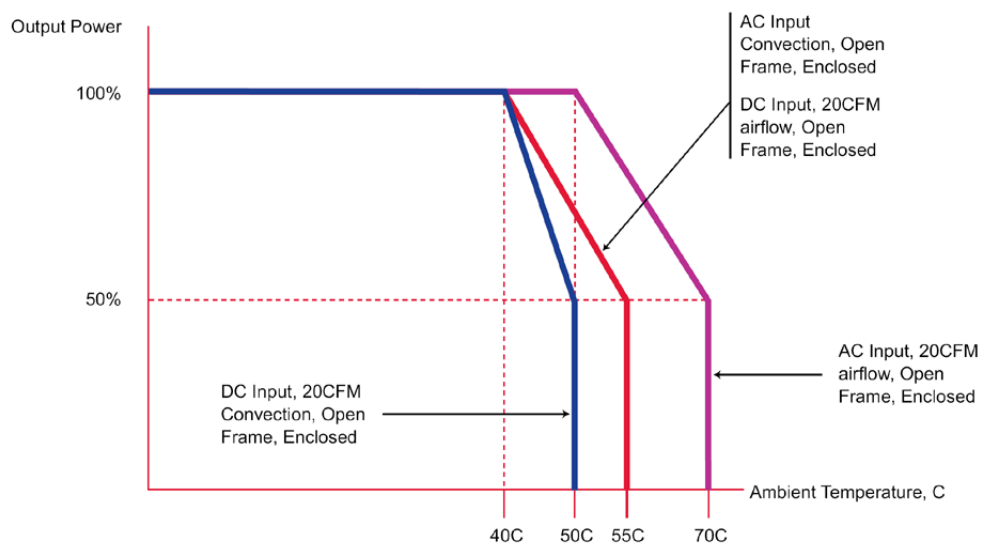 Output Power
AC Input
Convection, Open
Frame, Enclosed
DC Input, 20CFM
airflow, Open
Frame, Enclosed
100%
50%
AC Input, 20CFM
airflow, Open
Frame, Enclosed
DC Input, 20CFM
Convection, Open
Frame, Enclosed
Ambient Temperature, C
40C
50C
55C
70C